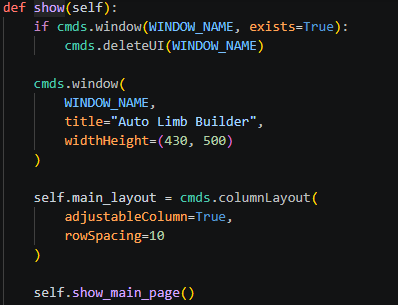 def show(self):
    if cmds.window(WINDOW_NAME, exists=True):
        cmds.deleteUI(WINDOW_NAME)

    cmds.window(
        WINDOW_NAME,
        title="Auto Limb Builder",
        widthHeight=(430, 500)
    )

    self.main_layout = cmds.columnLayout(
        adjustableColumn=True,
        rowSpacing=10
    )

    self.show_main_page()